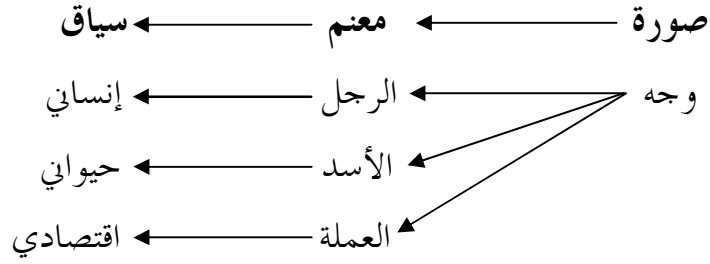 صورة معنم سياق
وجه الرجل إنساني
الأسد حيواني
العملة اقتصادي